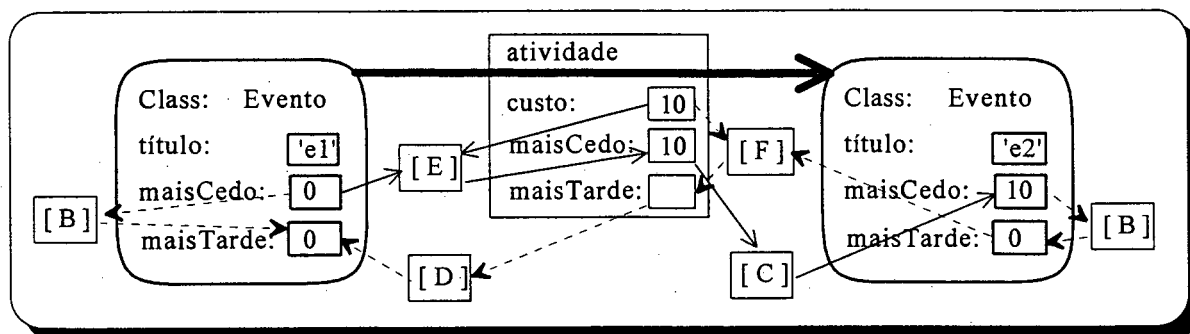 Class: Evento
título: 'e1'
maisCedo: 0
maisTarde: 0
[ B ]
[ E ]
[ D ]
atividade
custo: 10
maisCedo: 10
maisTarde:
[ F ]
[ C ]
Class: Evento
título: 'e2'
maisCedo: 10
maisTarde: 0
[ B ]